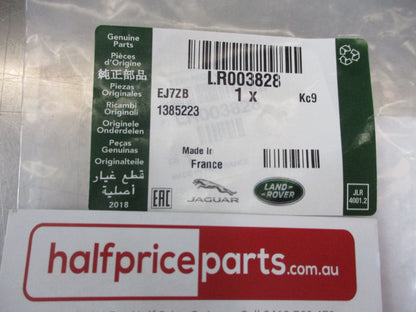 Genuine
Parts
Pièces
d'Origine
純正部品
Piezas
Originales
Ricambi
Originali
Originele
Onderdelen
Peças
Genuinas
Originalteile
قطع غيار
أصلية
2018
LR003828
EJ7ZB
1 x
Kc9
1385223
Made In
France
EAC
JAGUAR
LAND-
ROVER
JLR
4001.2
halfpriceparts.com.au